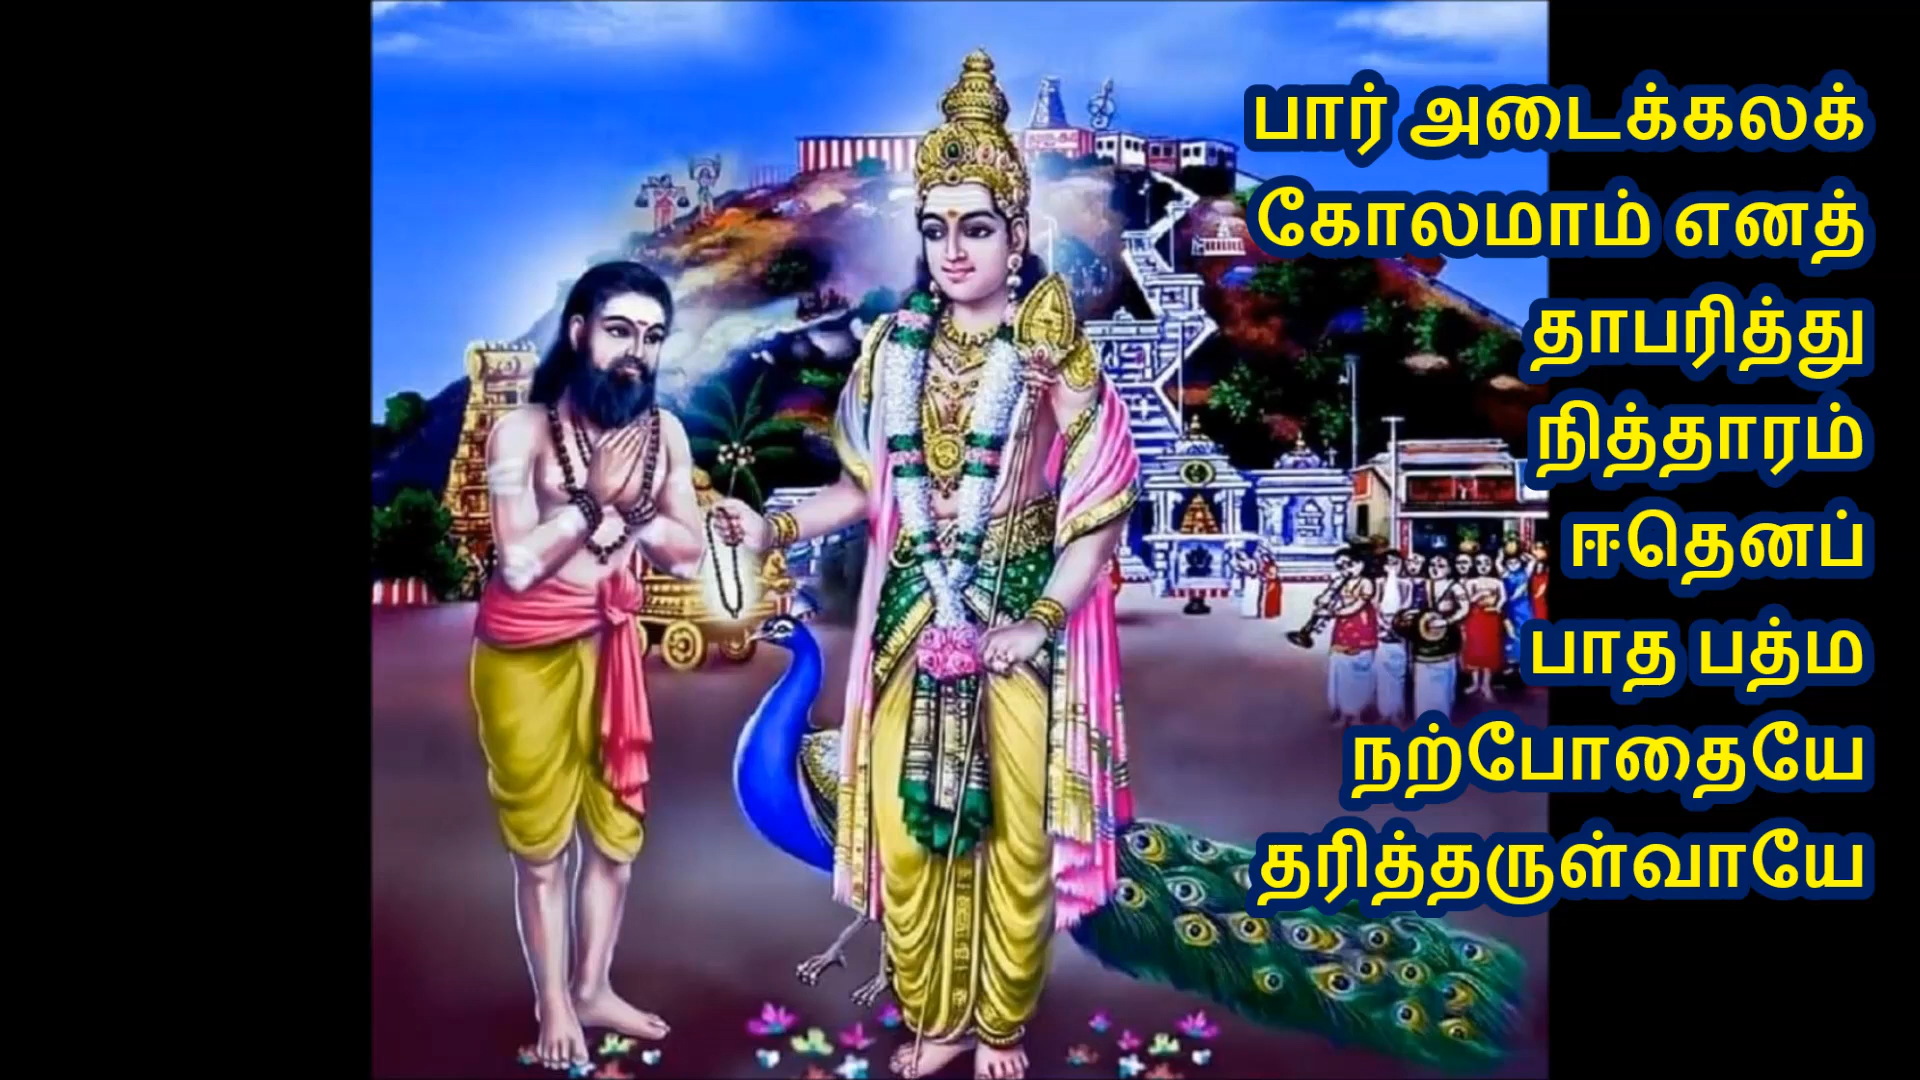 பார் அடைக்கலக்
கோலமாம் எனத்
தாபரித்து
நித்தாரம்
ஈதெனப்
பாத பத்ம
நற்போதையே
தரித்தருள்வாயே